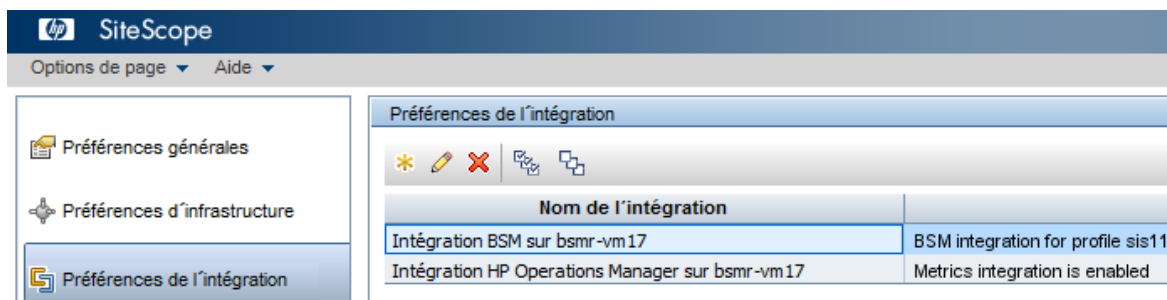 hp SiteScope
Options de page Aide
Préférences générales
Préférences d´infrastructure
Préférences de l´intégration
Préférences de l´intégration
Nom de l´intégration
Intégration BSM sur bsmr-vm17 BSM integration for profile sis11
Intégration HP Operations Manager sur bsmr-vm17 Metrics integration is enabled